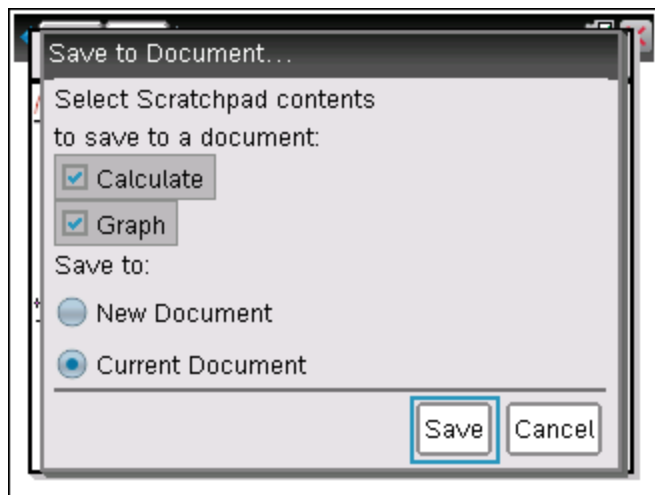 Save to Document...
Select Scratchpad contents
to save to a document:
Calculate
Graph
Save to:
New Document
Current Document
Save Cancel